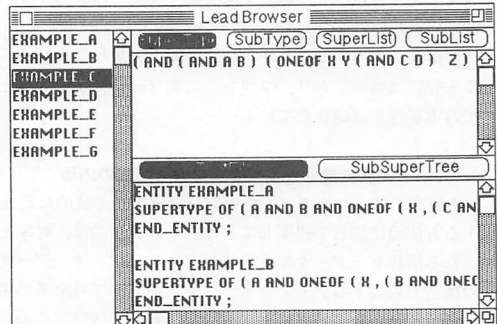 Lead Browser
EXAMPLE_A
EXAMPLE_B
EXAMPLE_C
EXAMPLE_D
EXAMPLE_E
EXAMPLE_F
EXAMPLE_G
SubType
SuperList
SubList
( AND ( AND A B ) ( ONEOF X Y ( AND C D ) Z )
SubSuperTree
ENTITY EXAMPLE_A
SUPERTYPE OF ( A AND B AND ONEOF ( X , ( C AN
END_ENTITY ;
ENTITY EXAMPLE_B
SUPERTYPE OF ( A AND ONEOF ( X , ( B AND ONEO
END_ENTITY ;